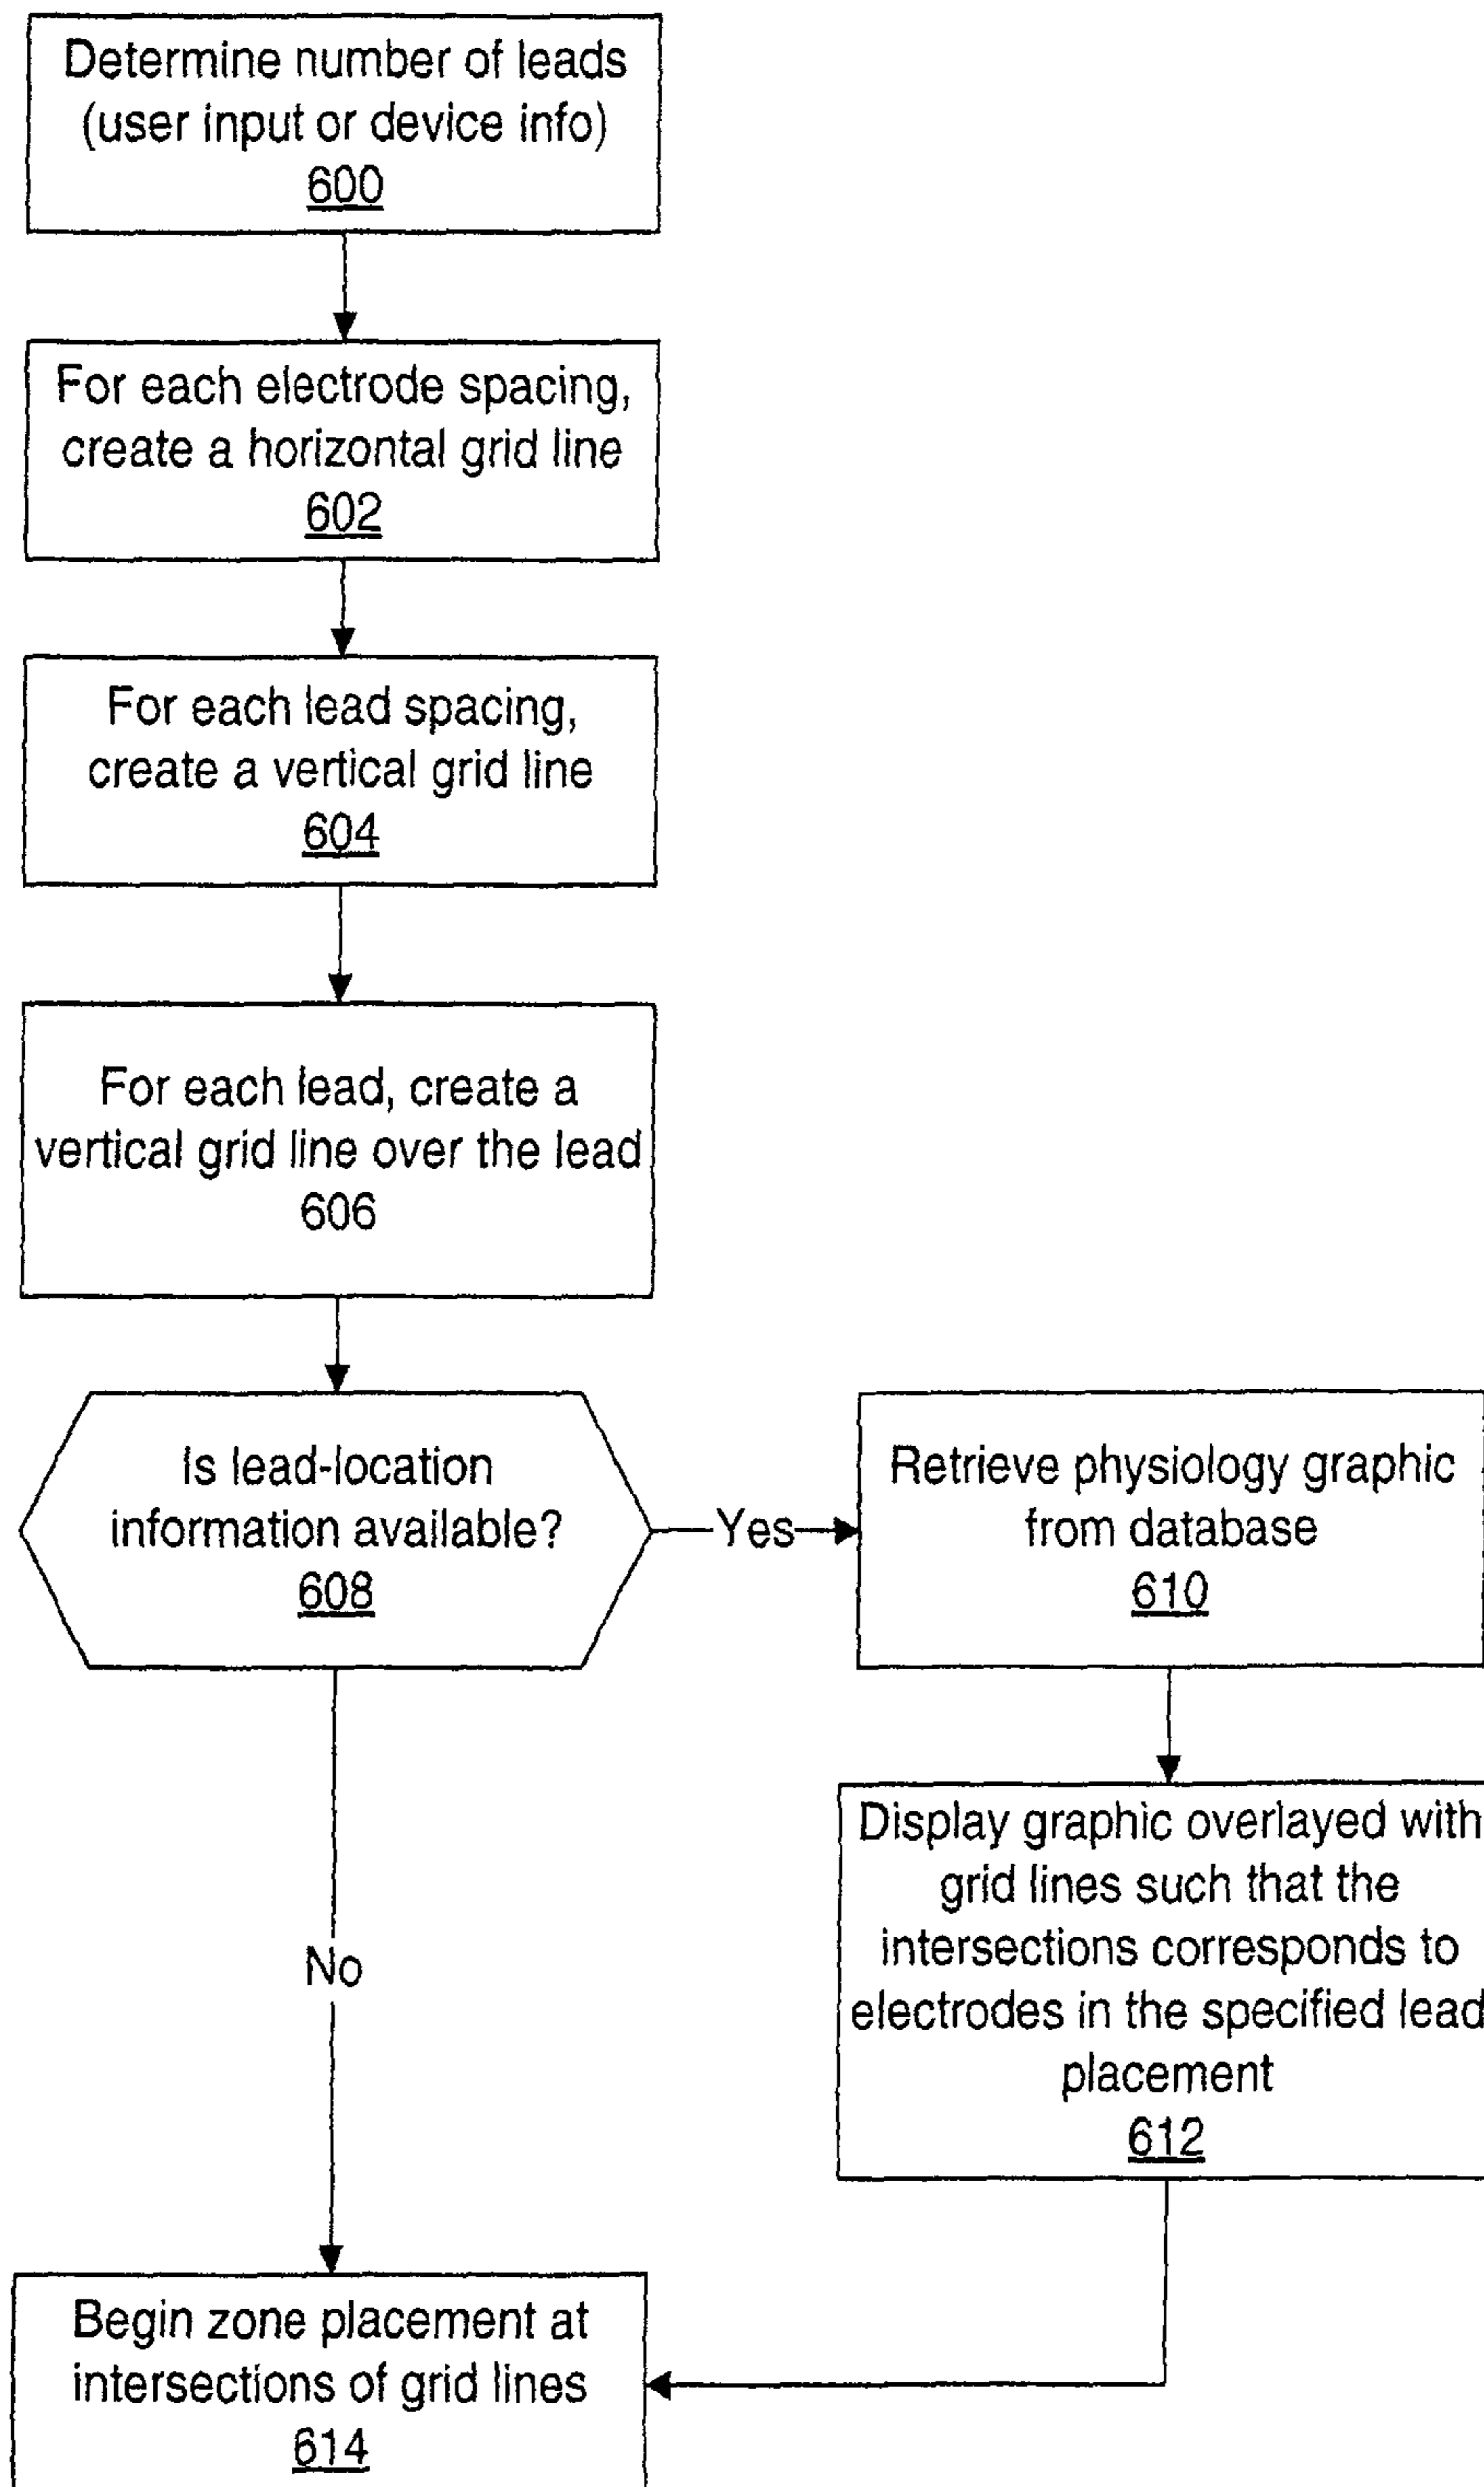 Determine number of leads
(user input or device info)
600
For each electrode spacing,
create a horizontal grid line
602
For each lead spacing,
create a vertical grid line
604
For each lead, create a
vertical grid line over the lead
606
Is lead-location
information available?
608
Yes
Retrieve physiology graphic
from database
610
Display graphic overlayed with
grid lines such that the
intersections corresponds to
electrodes in the specified lead
placement
612
No
Begin zone placement at
intersections of grid lines
614